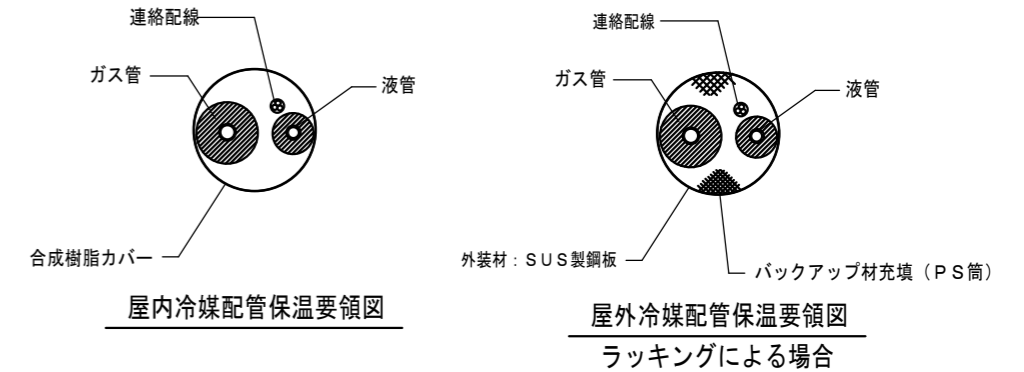 連絡配線
ガス管
液管
合成樹脂カバー
屋内冷媒配管保温要領図
連絡配線
ガス管
液管
外装材：ＳＵＳ製鋼板
バックアップ材充填（ＰＳ筒）
屋外冷媒配管保温要領図
ラッキングによる場合